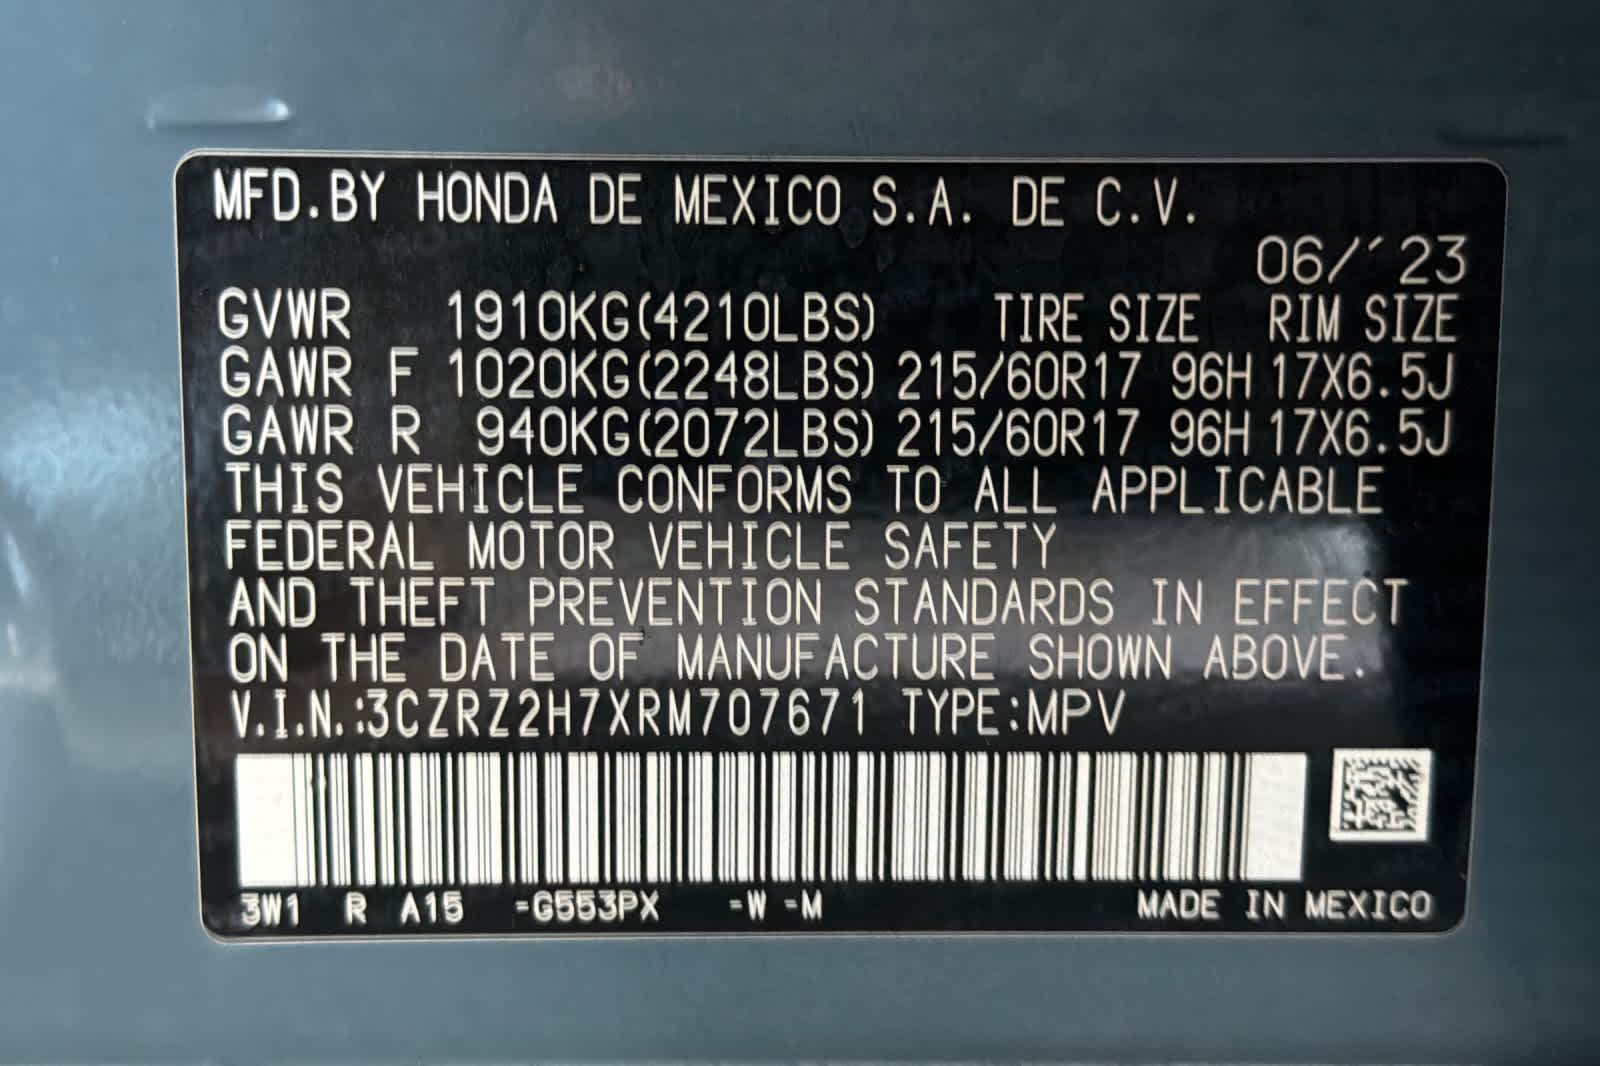 MFD.BY HONDA DE MEXICO S.A. DE C.V.
06/´23
GVWR 1910KG(4210LBS) TIRE SIZE RIM SIZE
GAWR F 1020KG(2248LBS) 215/60R17 96H 17X6.5J
GAWR R 940KG(2072LBS) 215/60R17 96H 17X6.5J
THIS VEHICLE CONFORMS TO ALL APPLICABLE
FEDERAL MOTOR VEHICLE SAFETY
AND THEFT PREVENTION STANDARDS IN EFFECT
ON THE DATE OF MANUFACTURE SHOWN ABOVE.
V.I.N.:3CZRZ2H7XRM707671 TYPE:MPV
3W1 R A15 -G553PX -W -M MADE IN MEXICO